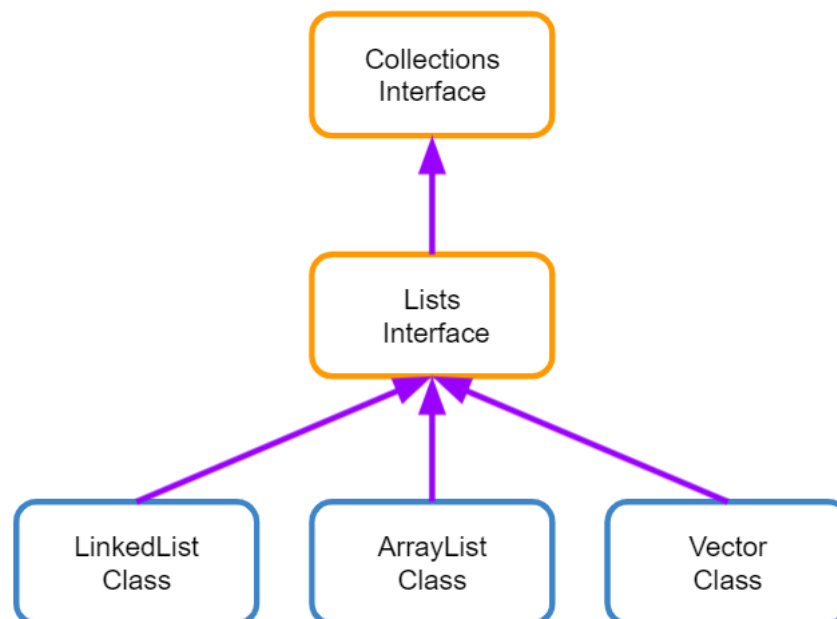 Collections
Interface
Lists
Interface
LinkedList
Class
ArrayList
Class
Vector
Class